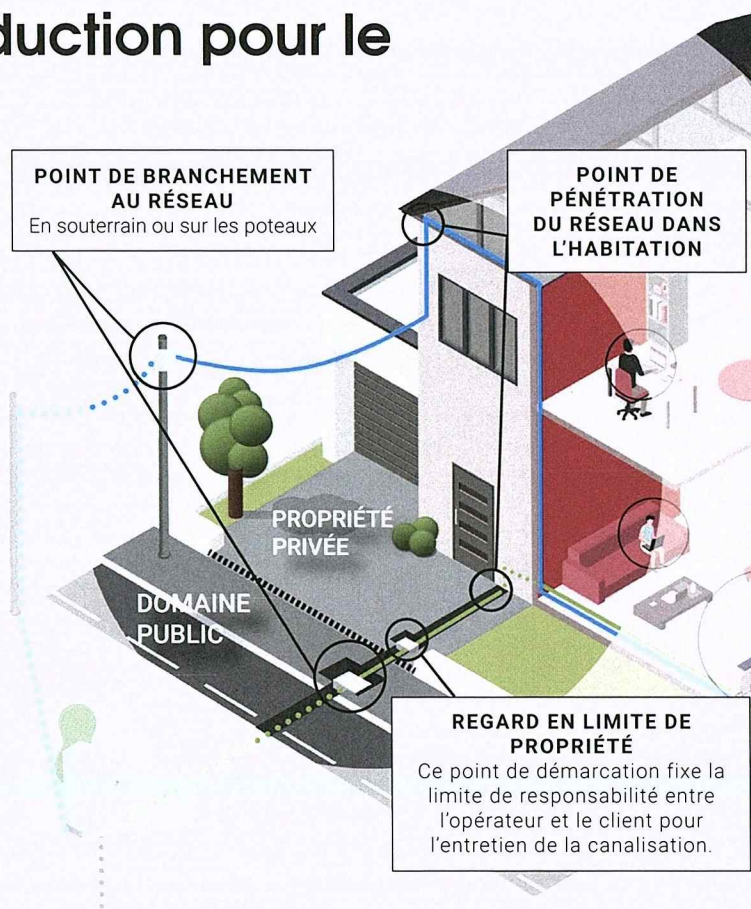 duction pour le
POINT DE BRANCHEMENT
AU RÉSEAU
En souterrain ou sur les poteaux
POINT DE
PÉNÉTRATION
DU RÉSEAU DANS
L'HABITATION
PROPRIÉTÉ
PRIVÉE
DOMAINE
PUBLIC
REGARD EN LIMITE DE
PROPRIÉTÉ
Ce point de démarcation fixe la
limite de responsabilité entre
l'opérateur et le client pour
l'entretien de la canalisation.